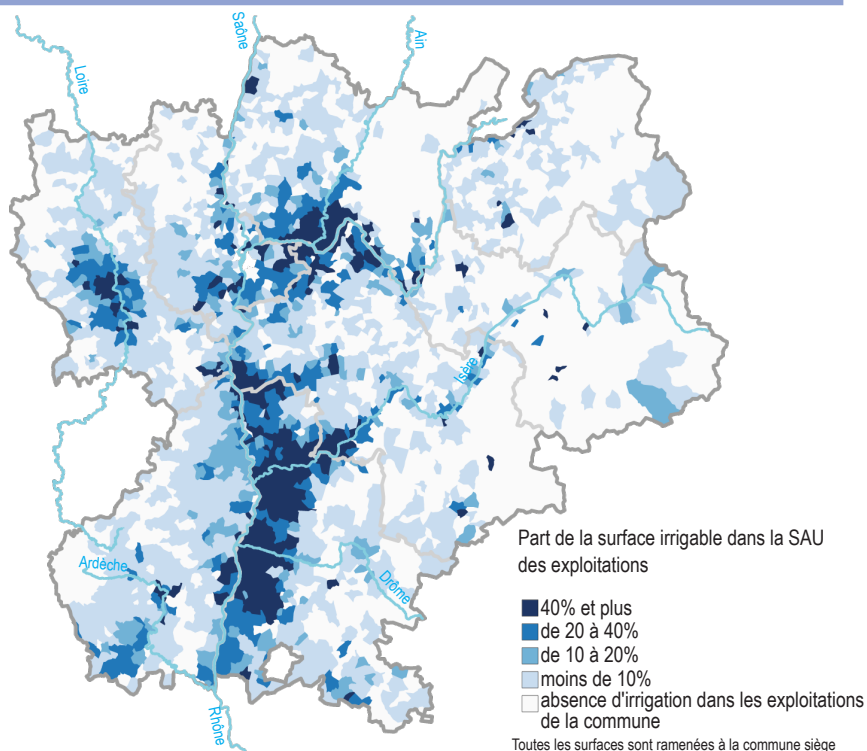 Saône
Ain
Loire
Isère
Ardèche
Drôme
Rhône
Part de la surface irrigable dans la SAU
des exploitations
40% et plus
de 20 à 40%
de 10 à 20%
moins de 10%
absence d'irrigation dans les exploitations
de la commune
Toutes les surfaces sont ramenées à la commune siège